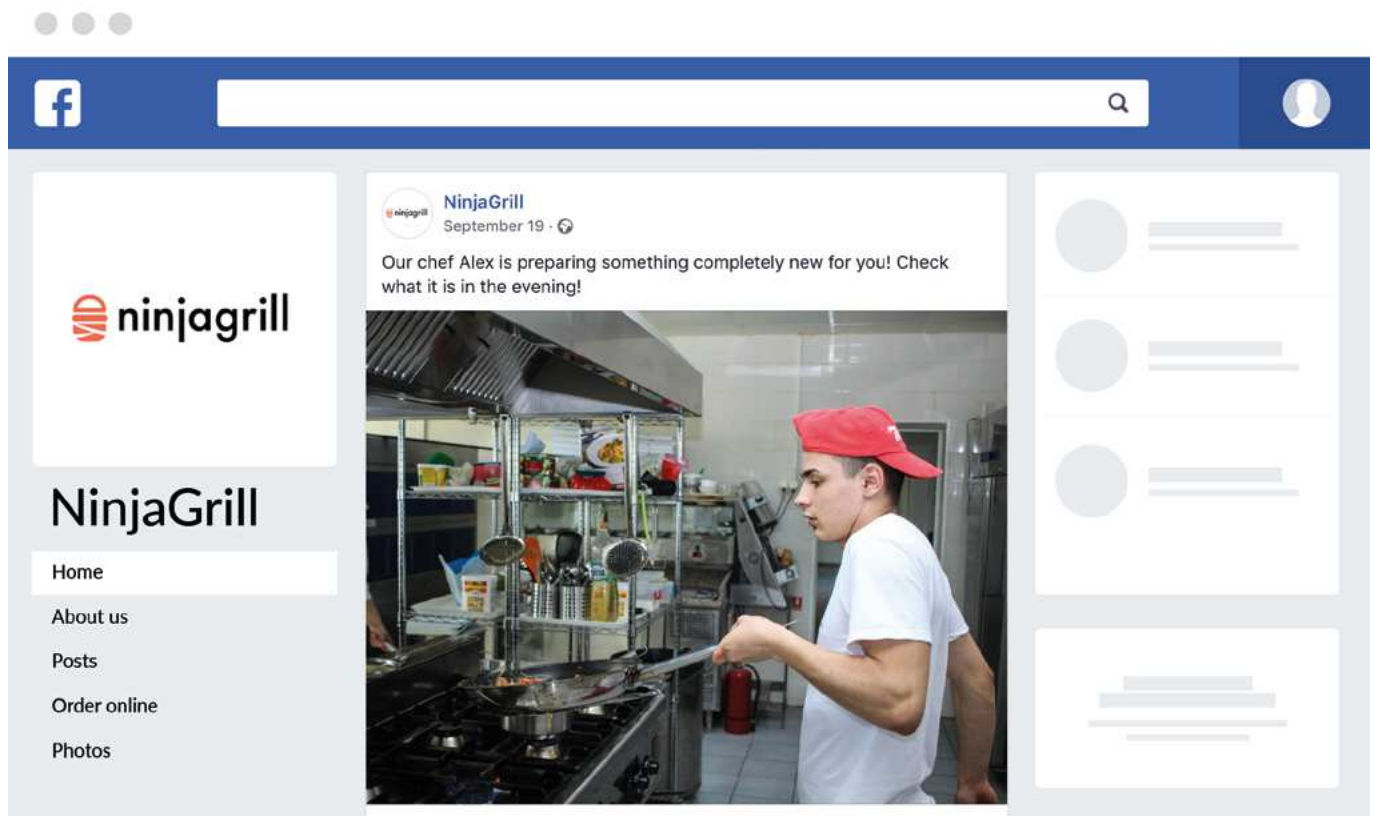 ninjagrill
NinjaGrill
Home
About us
Posts
Order online
Photos
ninjagrill
NinjaGrill
September 19 ·
Our chef Alex is preparing something completely new for you! Check
what it is in the evening!